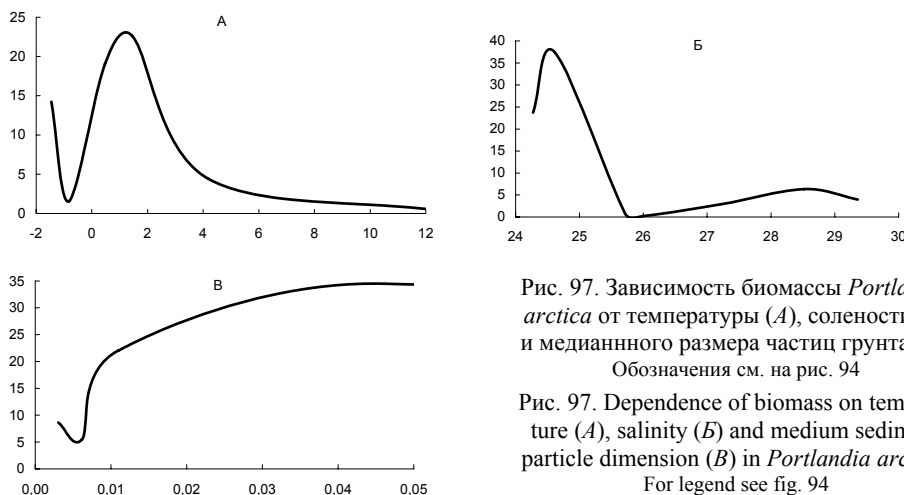 А
25
20
15
10
5
0
-2 0 2 4 6 8 10 12
Б
40
35
30
25
20
15
10
5
0
24 25 26 27 28 29 30
В
35
30
25
20
15
10
5
0
0.00 0.01 0.02 0.03 0.04 0.05
Рис. 97. Зависимость биомассы
arctica от температуры (А),
и медианнного размера частиц
Обозначения см. на рис. 94
Рис. 97. Dependence of biomass on
ture (А), salinity (Б) and medium
particle dimension (В) in Portlandia
For legend see fig. 94